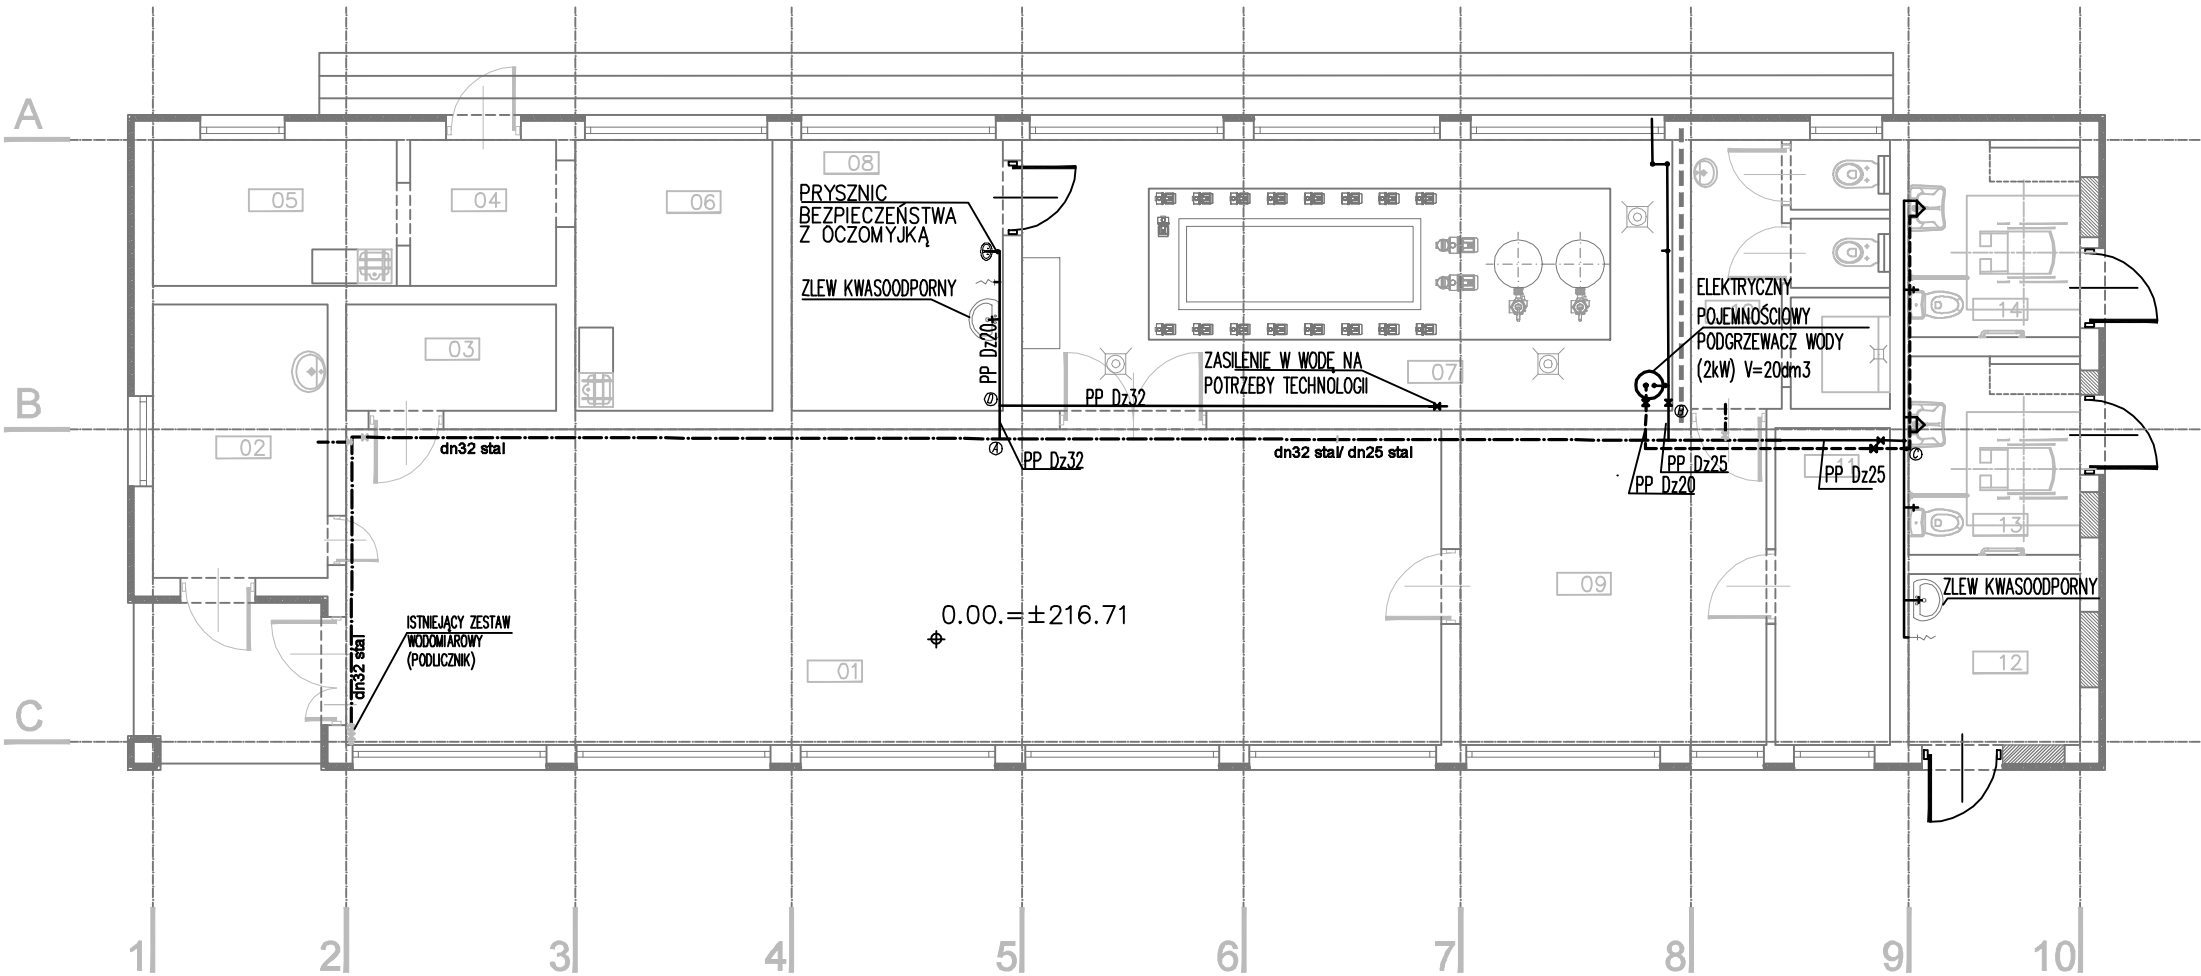 A
B
C
05
04
06
08
PRYSZNIC
BEZPIECZEŃSTWA
Z OCZOMYJKĄ
ZLEW KWASOODPORNY
PP Dz20
D
03
02
dn32 stal
A
PP Dz32
PP Dz32
ZASILENIE W WODĘ NA
POTRZEBY TECHNOLOGII
07
dn32 stal/ dn25 stal
ELEKTRYCZNY
POJEMNOŚCIOWY
PODGRZEWACZ WODY
(2kW) V=20dm3
10
B
PP Dz25
PP Dz20
11
PP Dz25
C
14
13
ZLEW KWASOODPORNY
12
09
0.00.=±216.71
01
ISTNIEJĄCY ZESTAW
WODOMIAROWY
(PODLICZNIK)
dn32 stal
1
2
3
4
5
6
7
8
9
10